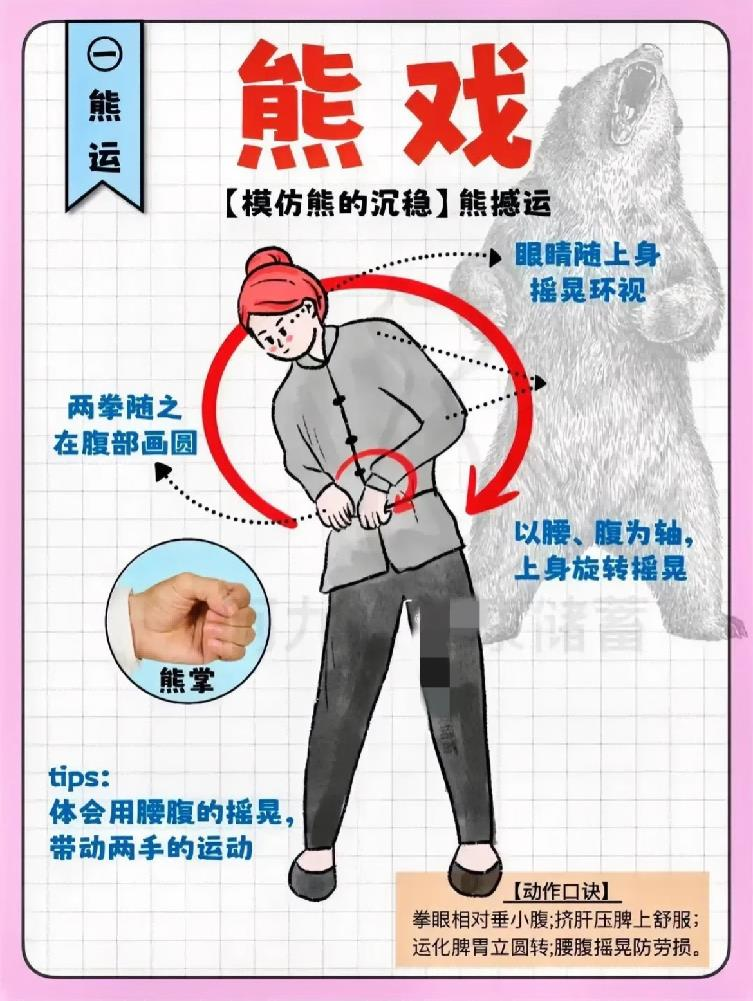 ㊀
熊
运
熊戏
【模仿熊的沉稳】熊撼运
眼睛随上身
摇晃环视
两拳随之
在腹部画圆
以腰、腹为轴,
上身旋转摇晃
熊掌
tips:
体会用腰腹的摇晃,
带动两手的运动
【动作口诀】
拳眼相对垂小腹;挤肝压脾上舒服;
运化脾胃立圆转;腰腹摇晃防劳损。